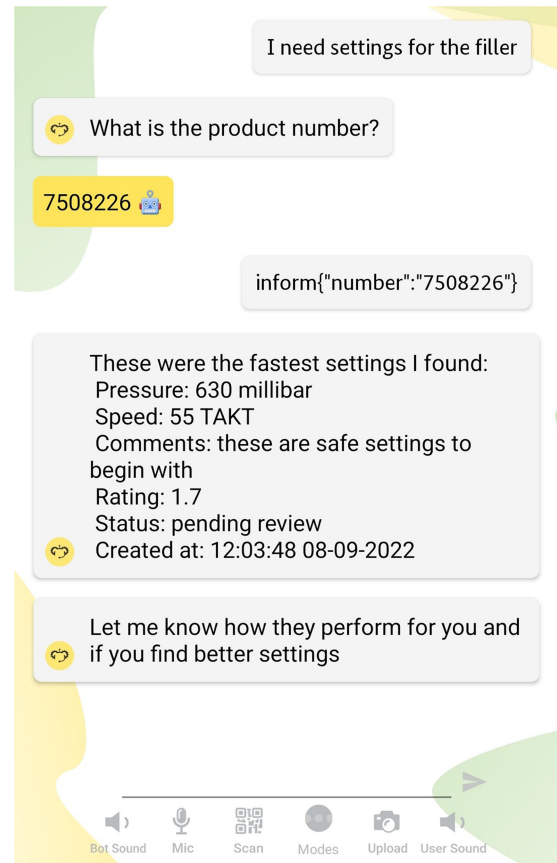 I need settings for the filler
What is the product number?
7508226 🤖
inform{"number":"7508226"}
These were the fastest settings I found:
Pressure: 630 millibar
Speed: 55 TAKT
Comments: these are safe settings to
begin with
Rating: 1.7
Status: pending review
Created at: 12:03:48 08-09-2022
Let me know how they perform for you and
if you find better settings
Bot Sound Mic Scan Modes Upload User Sound